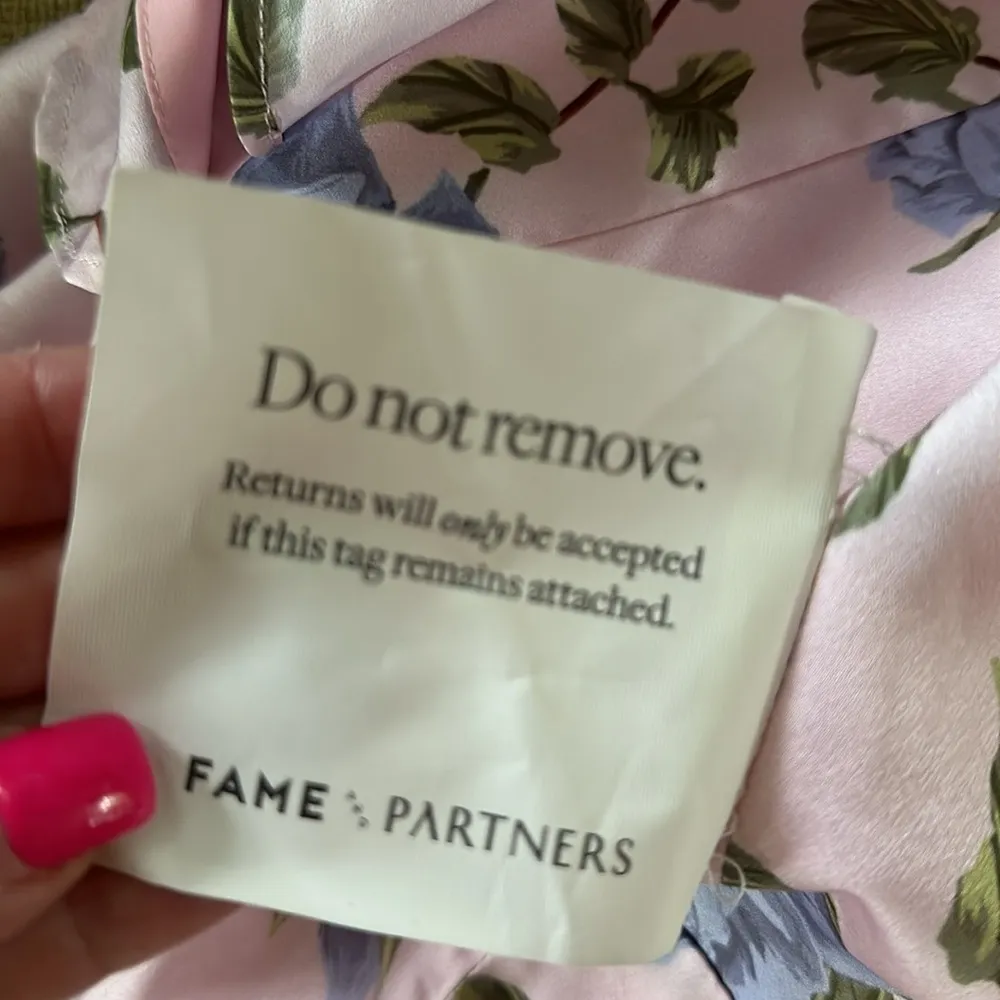 Do not remove.
Returns will only be accepted
if this tag remains attached.
FAME PARTNERS